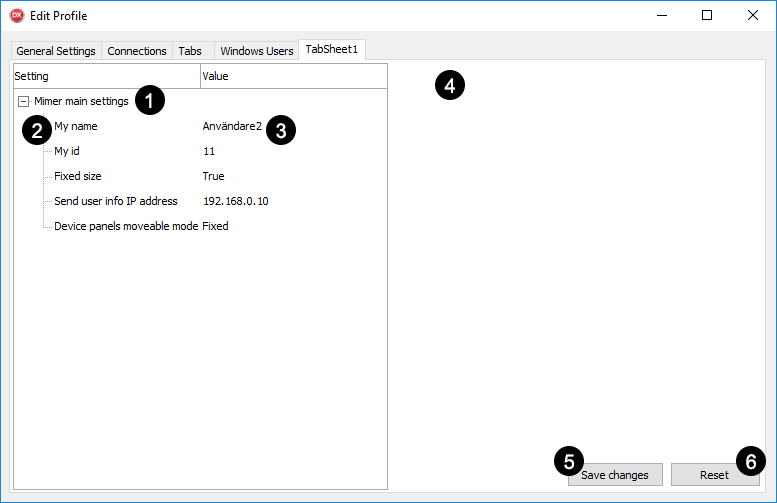 DX Edit Profile
General Settings Connections Tabs Windows Users TabSheet1
Setting Value
4
Mimer main settings 1
2 My name Användare2 3
My id 11
Fixed size True
Send user info IP address 192.168.0.10
Device panels moveable mode Fixed
5 6
Save changes Reset